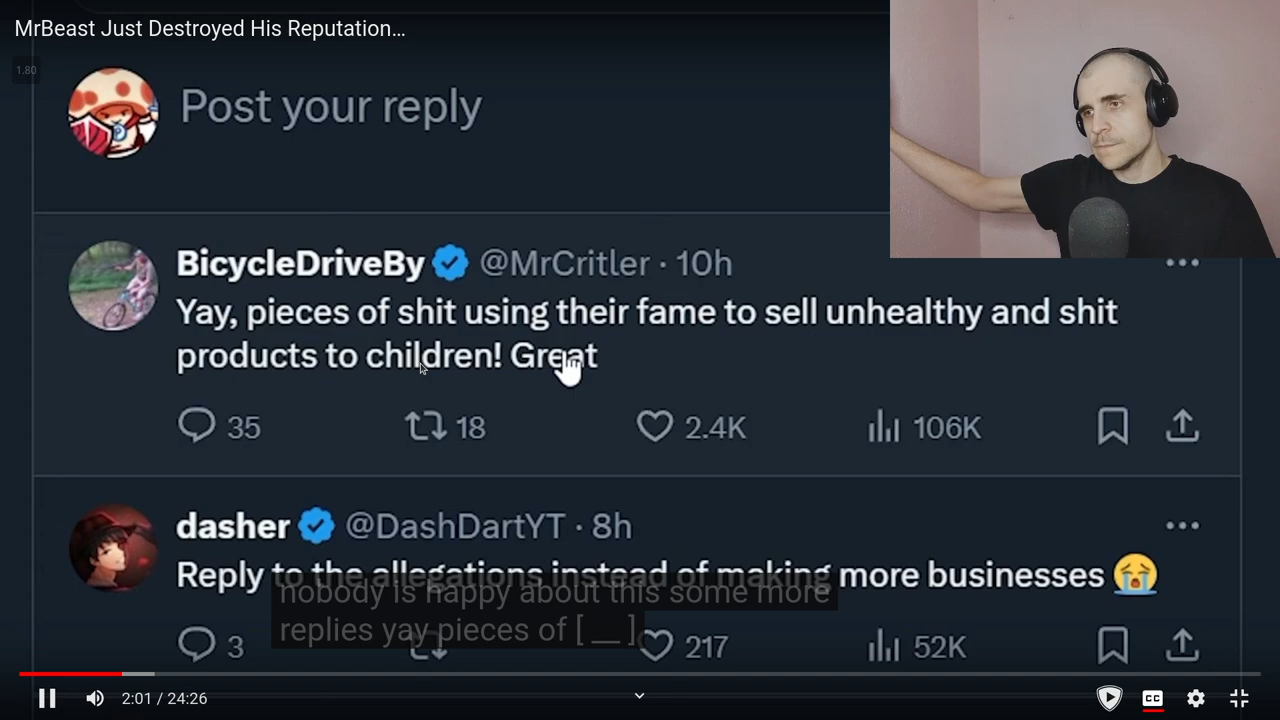 MrBeast Just Destroyed His Reputation...
1.80
Post your reply
BicycleDriveBy @MrCritler · 10h
Yay, pieces of shit using their fame to sell unhealthy and shit
products to children! Great
35 18 2.4K 106K
dasher @DashDartYT · 8h
Reply to the allegations instead of making more businesses 😭
nobody is happy about this some more
replies yay pieces of [ __ ]
3 217 52K
2:01 / 24:26
CC